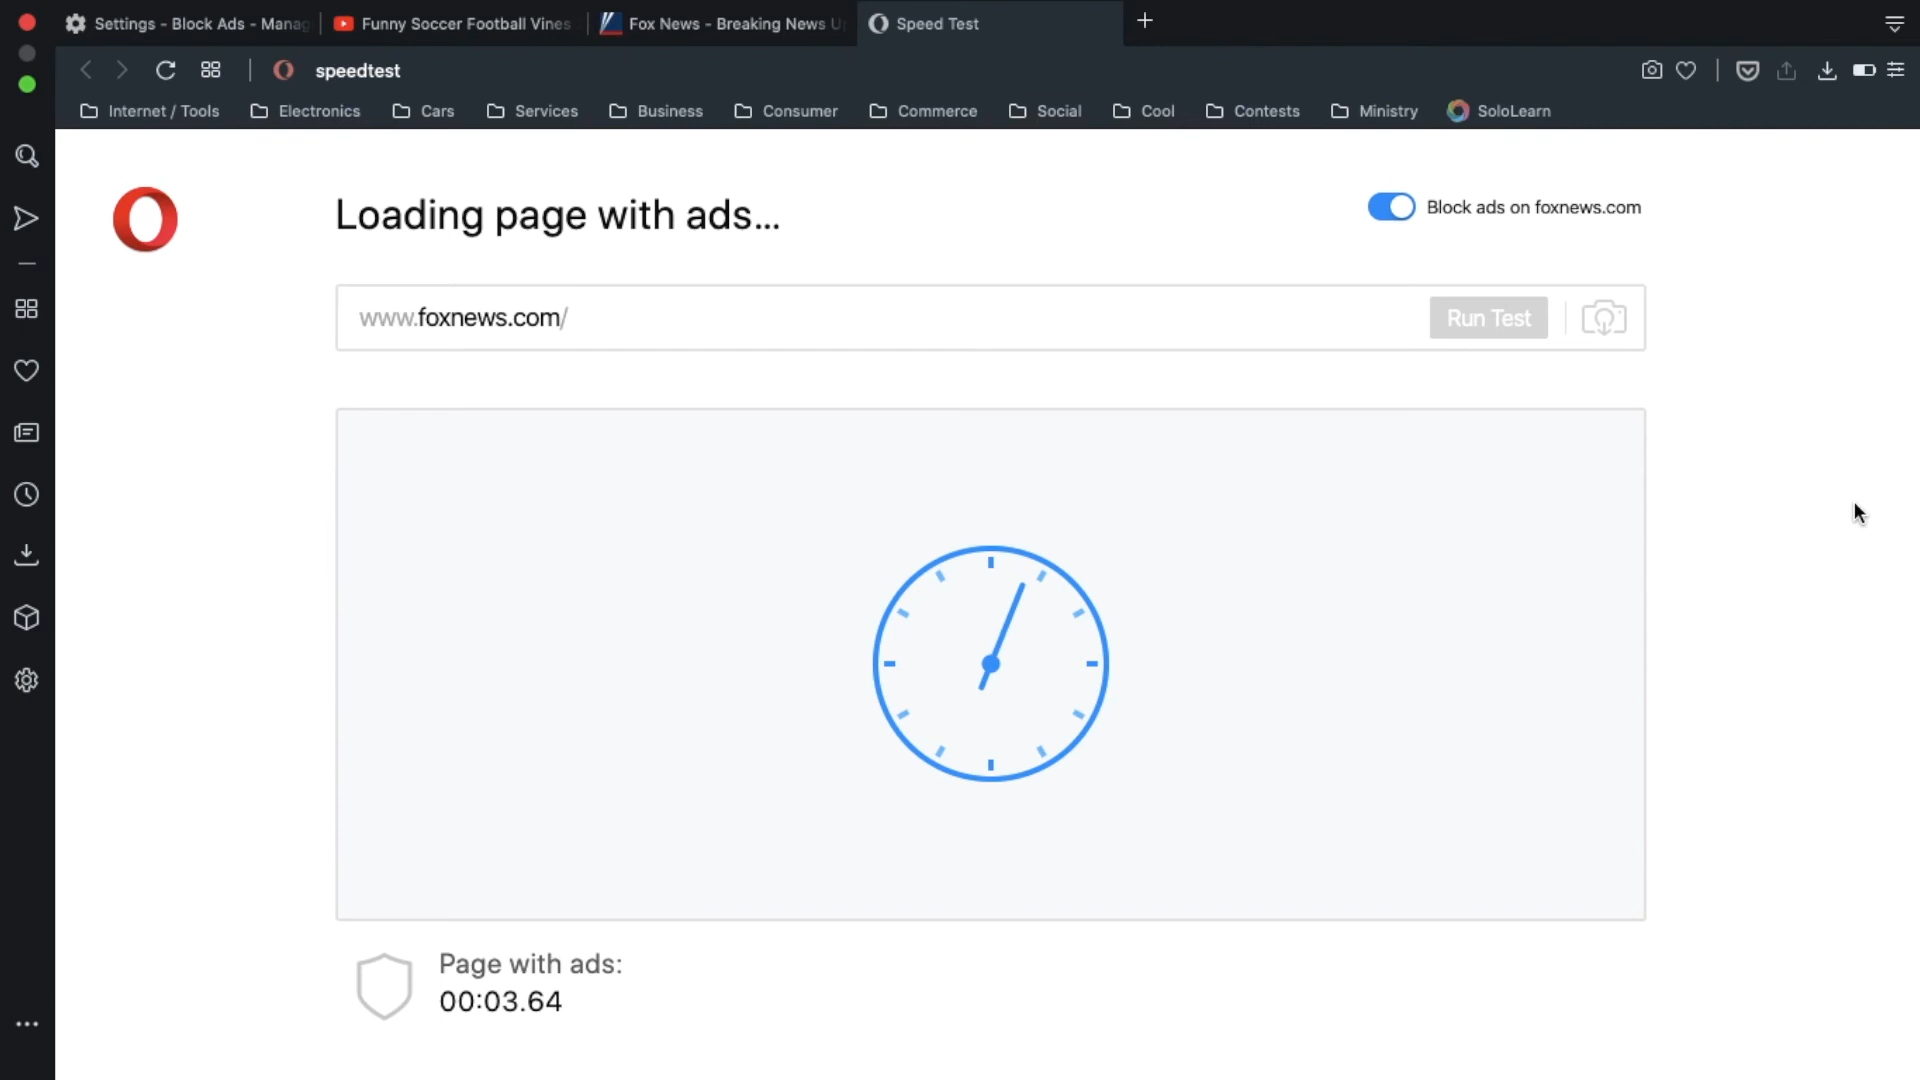 Settings - Block Ads - Manag
Funny Soccer Football Vines
Fox News - Breaking News U
Speed Test
speedtest
Internet / Tools
Electronics
Cars
Services
Business
Consumer
Commerce
Social
Cool
Contests
Ministry
SoloLearn
Loading page with ads...
Block ads on foxnews.com
www.foxnews.com/
Run Test
Page with ads:
00:03.64